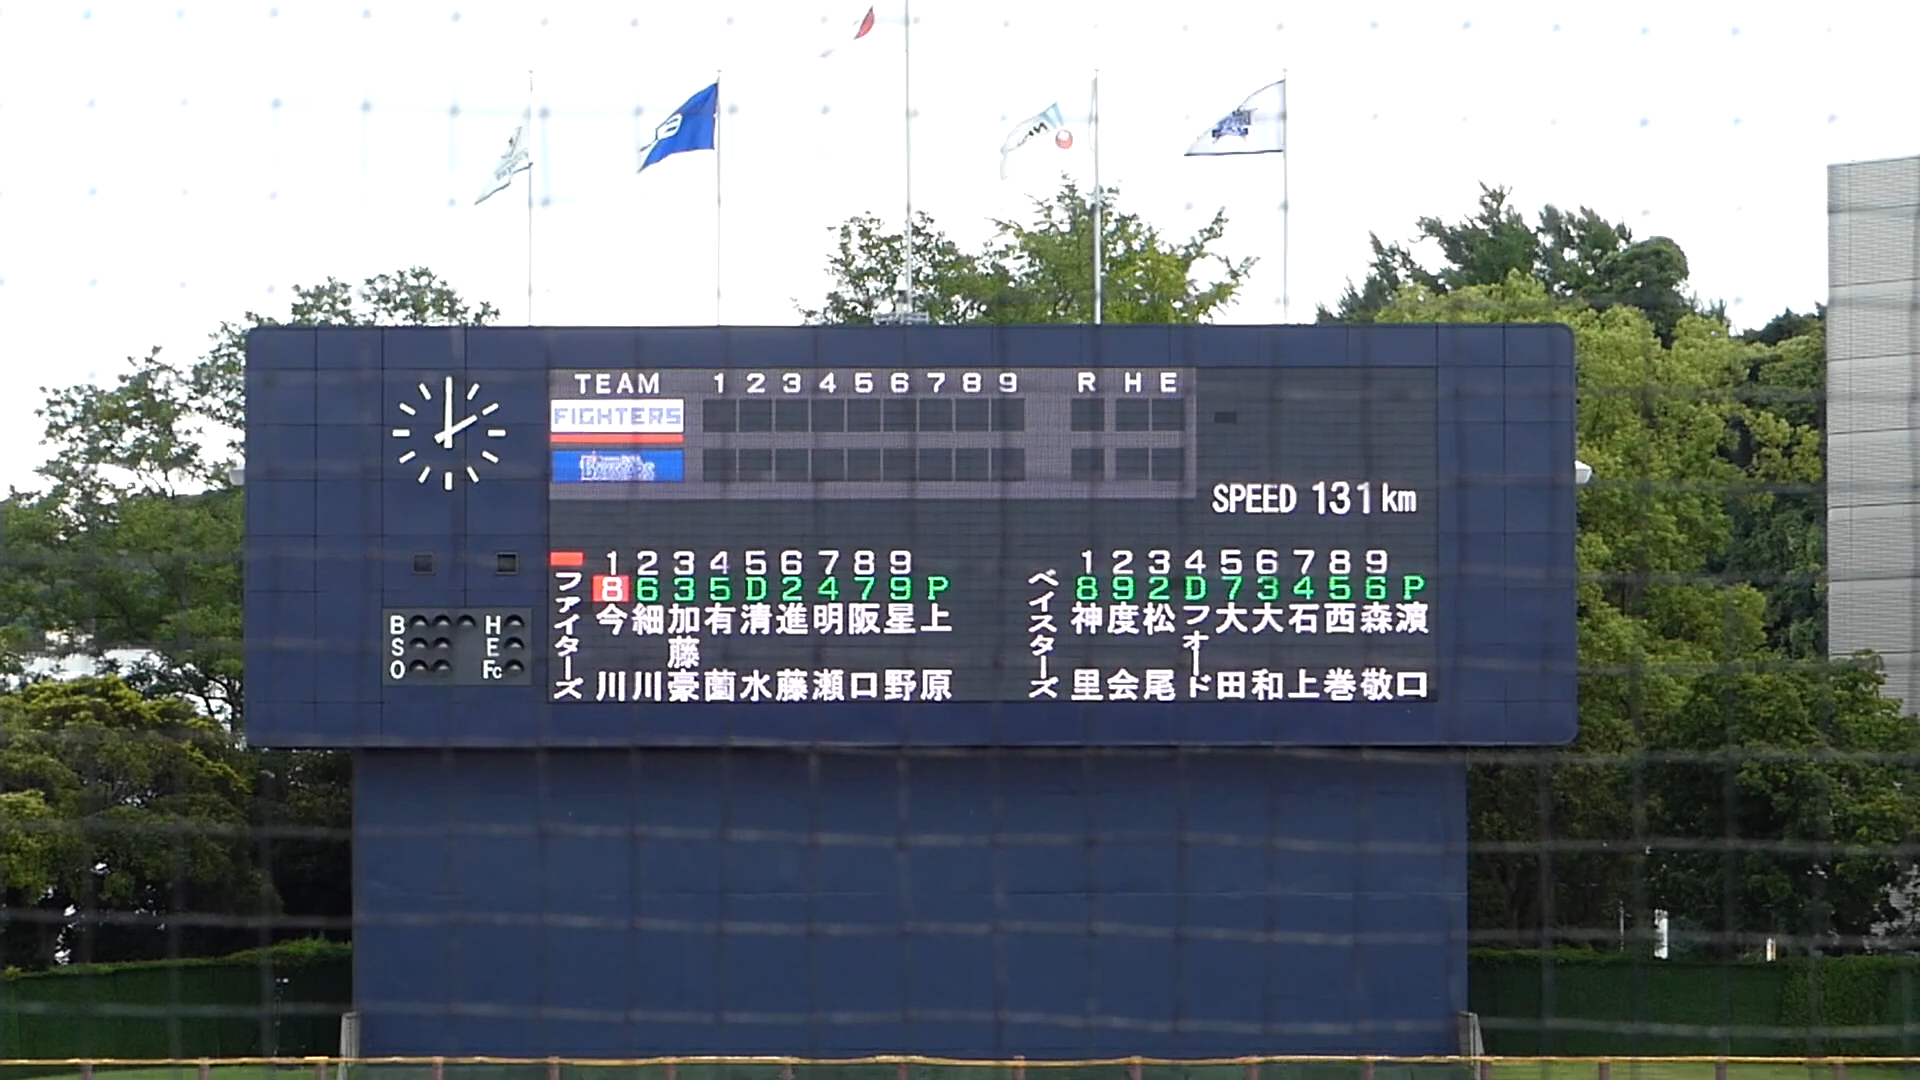 TEAM 1 2 3 4 5 6 7 8 9 R H E
FIGHTERS
SPEED 131km
1 2 3 4 5 6 7 8 9
8 6 3 5 D 2 4 7 9 P
ファイターズ
今川
細川
加藤豪
有薗
清水
進藤
明瀬
阪口
星野
上原
1 2 3 4 5 6 7 8 9
8 9 2 D 7 3 4 5 6 P
ベイスターズ
神里
度会
松尾
フォード
大田
大和
石上
西巻
森敬
濵口
B H
S E
O Fc